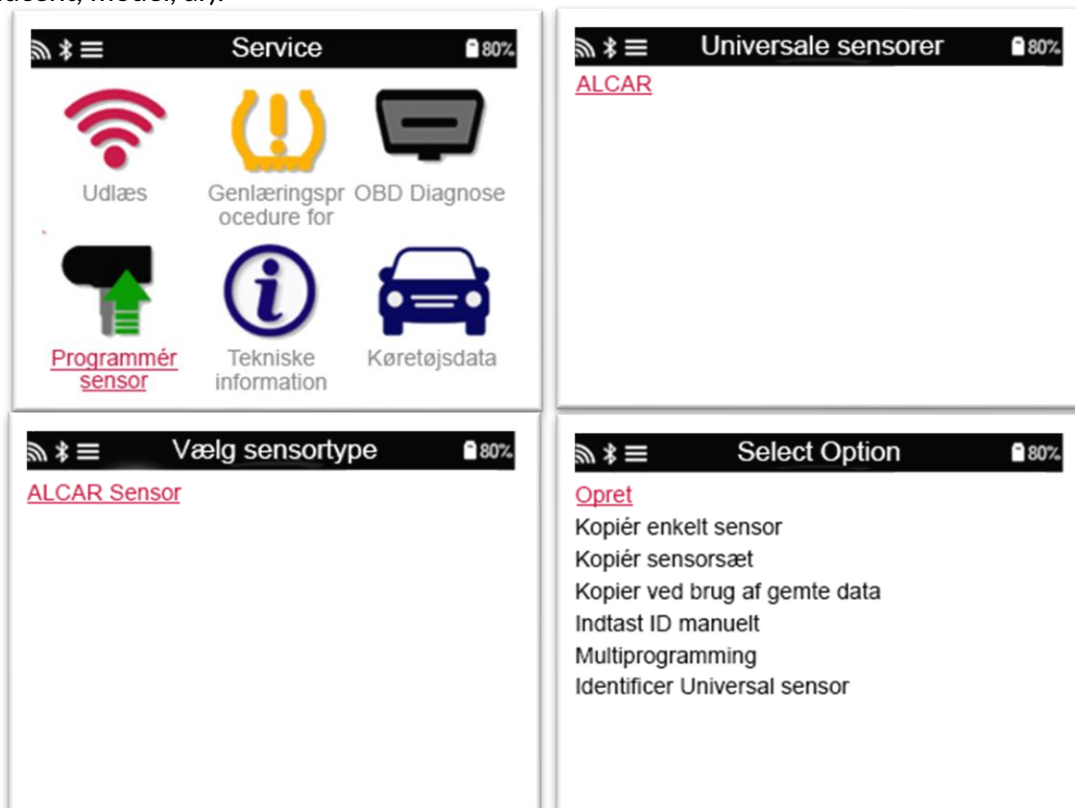 Service
80%
Udlæs
Genlæringspr
ocedure for
OBD Diagnose
Programmér
sensor
Tekniske
information
Køretøjsdata
Universale sensorer
80%
ALCAR
Vælg sensortype
80%
ALCAR Sensor
Select Option
80%
Opret
Kopiér enkelt sensor
Kopiér sensorsæt
Kopier ved brug af gemte data
Indtast ID manuelt
Multiprogramming
Identificer Universal sensor